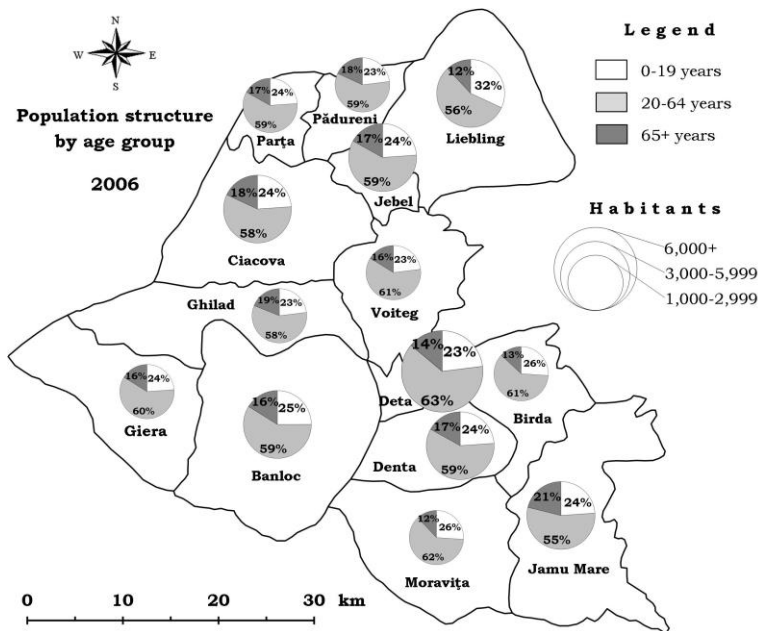 N
W E
S
Population structure
by age group
2006
Legend
0-19 years
20-64 years
65+ years
Habitants
6,000+
3,000-5,999
1,000-2,999
17% 24%
59%
Parţa
18% 23%
59%
Pădureni
12% 32%
56%
Liebling
17% 24%
59%
Jebel
18% 24%
58%
Ciacova
16% 23%
61%
Voiteg
19% 23%
58%
Ghilad
14% 23%
63%
Deta
13% 26%
61%
Birda
16% 24%
60%
Giera
16% 25%
59%
Banloc
17% 24%
59%
Denta
12% 26%
62%
Moraviţa
21% 24%
55%
Jamu Mare
0 10 20 30 km